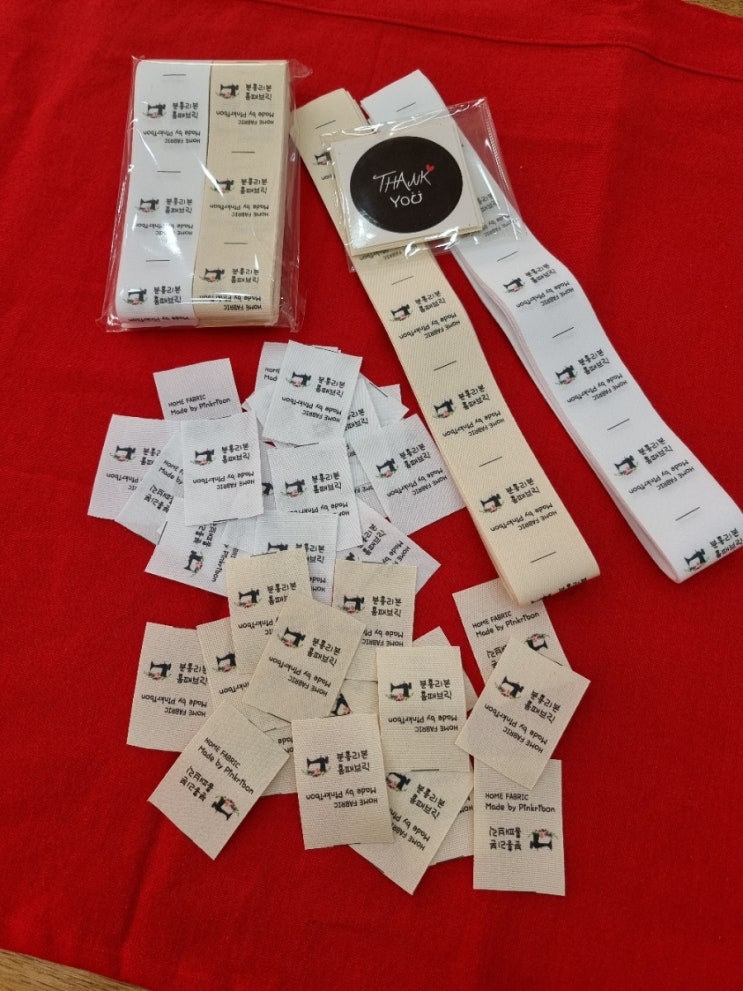 분홍리본
홈패브릭
HOME FABRIC
Made by PInkrIbon
THANK
YOU